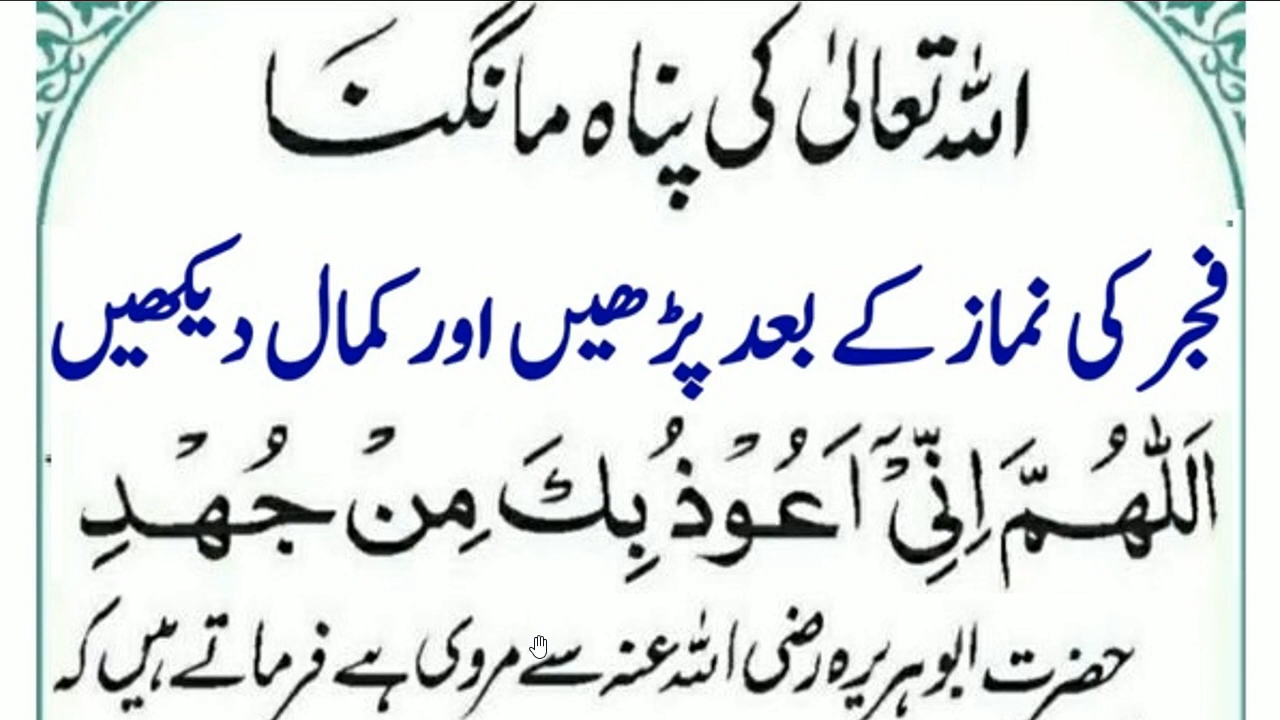 اللہ تعالیٰ کی پناہ مانگنا
فجر کی نماز کے بعد پڑھیں اور کمال دیکھیں
اَللّٰهُمَّ اِنِّیْۤ اَعُوْذُ بِكَ مِنْ جُهْدِ
حضرت ابوہریرہ رضی اللہ عنہ سے مروی ہے فرماتے ہیں کہ